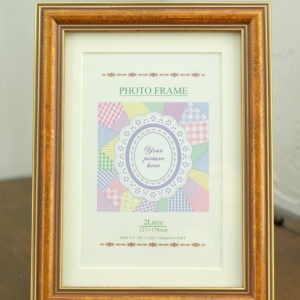 PHOTO FRAME
Your
picture
here
2Lsize
127×178mm